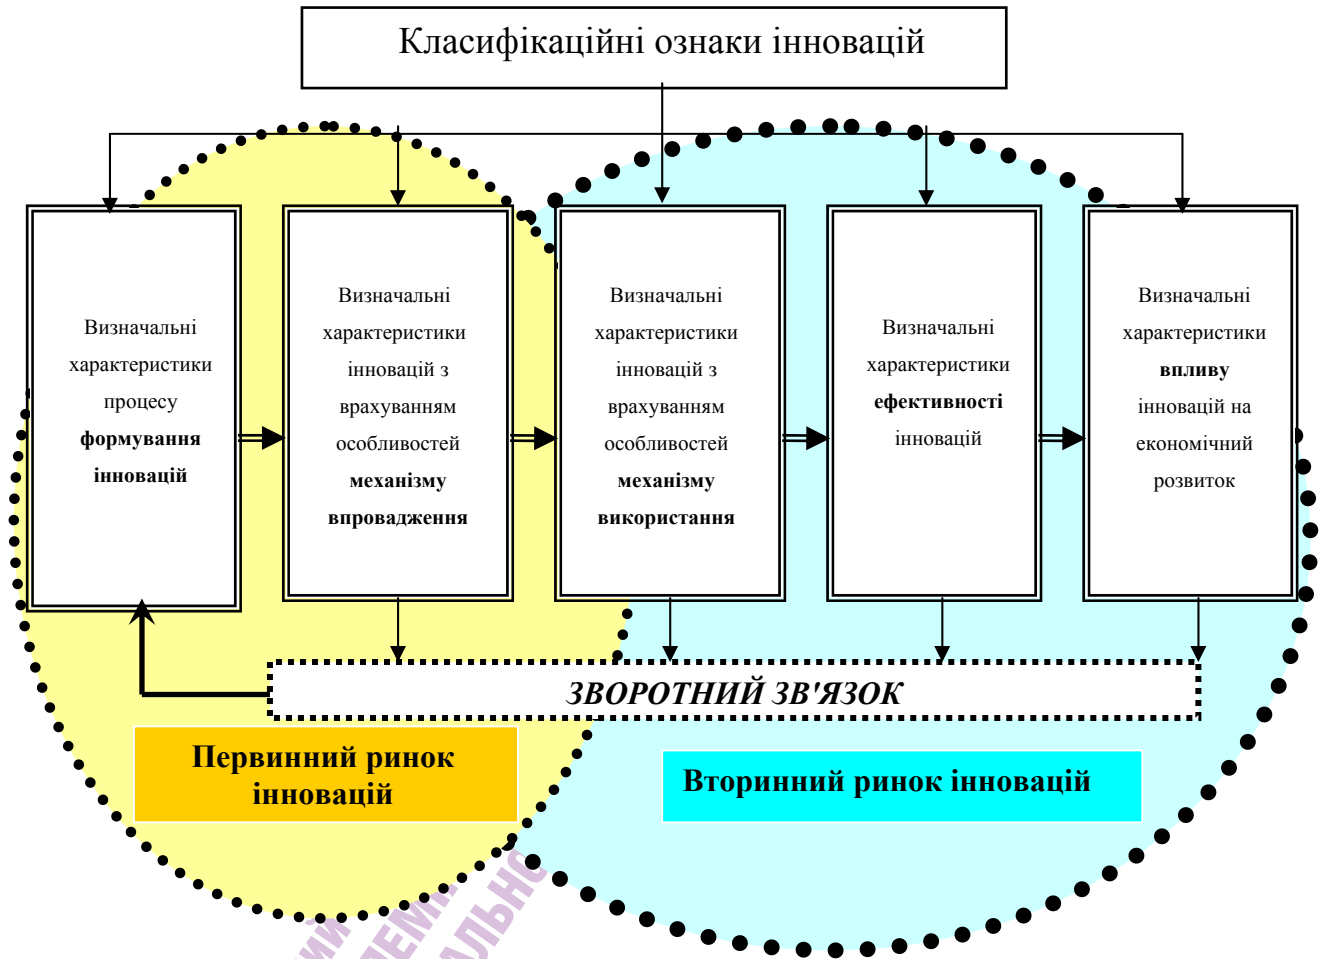 Класифікаційні ознаки інновацій
Визначальні
характеристики
процесу
формування
інновацій
Визначальні
характеристики
інновацій з
врахуванням
особливостей
механізму
впровадження
Визначальні
характеристики
інновацій з
врахуванням
особливостей
механізму
використання
Визначальні
характеристики
ефективності
інновацій
Визначальні
характеристики
впливу
інновацій на
економічний
розвиток
ЗВОРОТНИЙ ЗВ'ЯЗОК
Первинний ринок
інновацій
Вторинний ринок інновацій